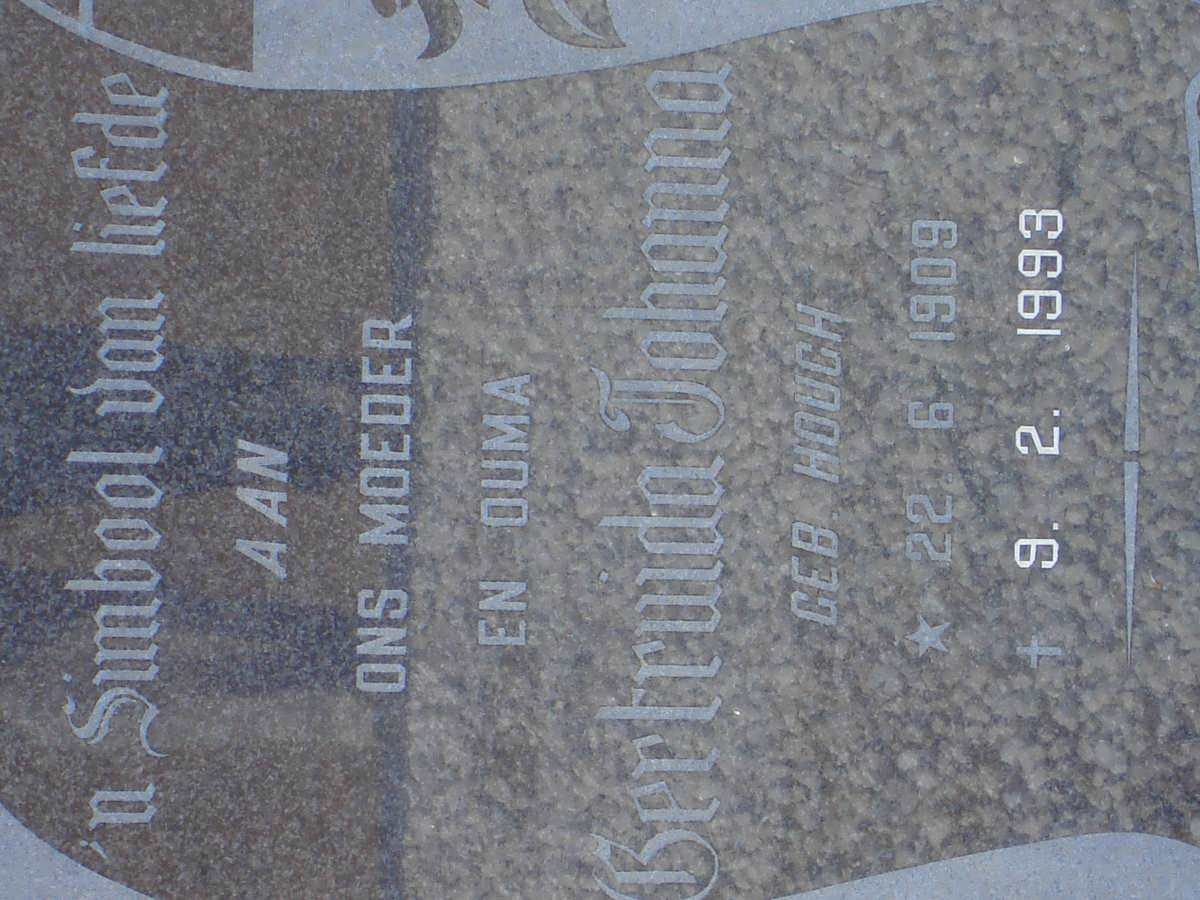 'n Simbool van liefde
AAN
ONS MOEDER
EN OUMA
Gertruida Johanna
GEB. HOUGH
22. 6. 1909
9. 2. 1993